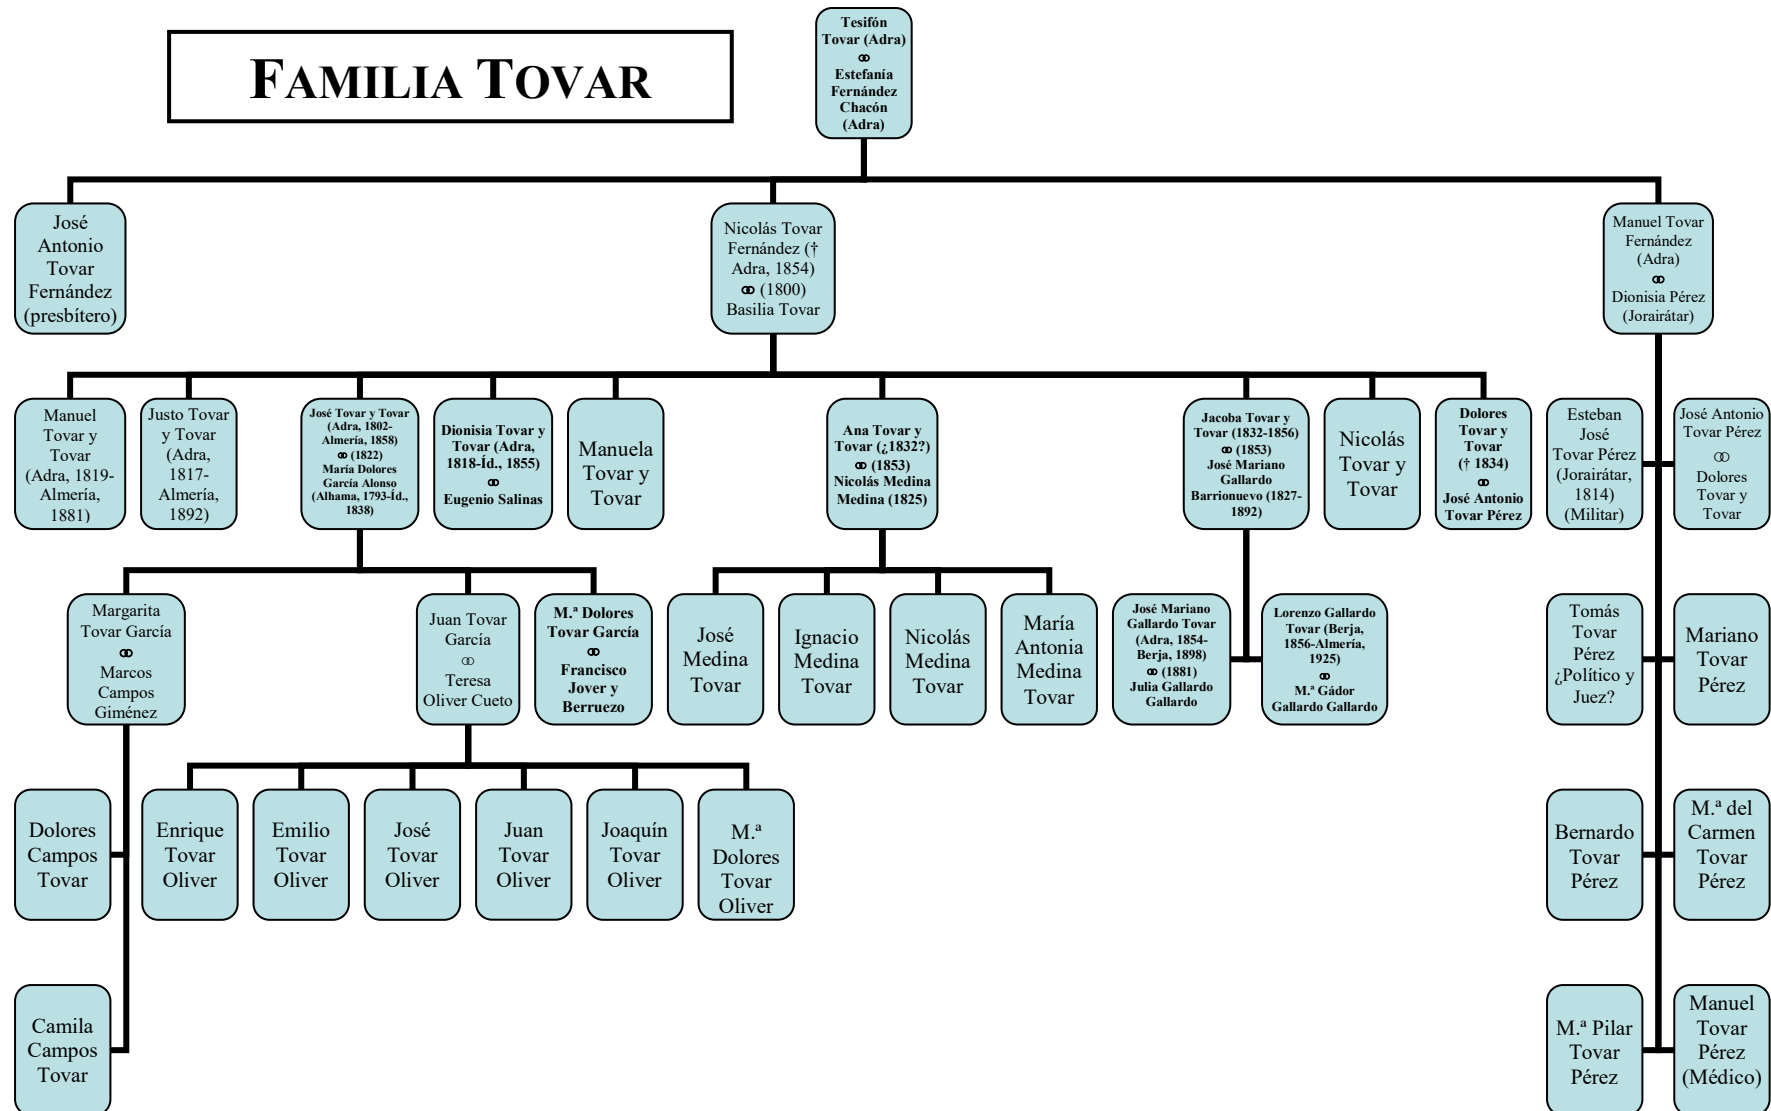 FAMILIA TOVAR
Tesifón
Tovar (Adra)
⚭
Estefanía
Fernández
Chacón
(Adra)
José
Antonio
Tovar
Fernández
(presbítero)
Nicolás Tovar
Fernández (†
Adra, 1854)
⚭ (1800)
Basilia Tovar
Manuel Tovar
Fernández
(Adra)
⚭
Dionisia Pérez
(Jorairátar)
Manuel
Tovar y
Tovar
(Adra, 1819-
Almería,
1881)
Justo Tovar
y Tovar
(Adra,
1817-
Almería,
1892)
José Tovar y Tovar
(Adra, 1802-
Almería, 1858)
⚭ (1822)
María Dolores
García Alonso
(Alhama, 1793-Íd.,
1838)
Dionisia Tovar y
Tovar (Adra,
1818-Íd., 1855)
⚭
Eugenio Salinas
Manuela
Tovar y
Tovar
Ana Tovar y
Tovar (¿1832?)
⚭ (1853)
Nicolás Medina
Medina (1825)
Jacoba Tovar y
Tovar (1832-1856)
⚭ (1853)
José Mariano
Gallardo
Barrionuevo (1827-
1892)
Nicolás
Tovar y
Tovar
Dolores
Tovar y
Tovar
(† 1834)
⚭
José Antonio
Tovar Pérez
Esteban
José
Tovar Pérez
(Jorairátar,
1814)
(Militar)
José Antonio
Tovar Pérez
⚭
Dolores
Tovar y
Tovar
Margarita
Tovar García
⚭
Marcos
Campos
Giménez
Juan Tovar
García
⚭
Teresa
Oliver Cueto
M.ª Dolores
Tovar García
⚭
Francisco
Jover y
Berruezo
José
Medina
Tovar
Ignacio
Medina
Tovar
Nicolás
Medina
Tovar
María
Antonia
Medina
Tovar
José Mariano
Gallardo Tovar
(Adra, 1854-
Berja, 1898)
⚭ (1881)
Julia Gallardo
Gallardo
Lorenzo Gallardo
Tovar (Berja,
1856-Almería,
1925)
⚭
M.ª Gádor
Gallardo Gallardo
Tomás
Tovar
Pérez
¿Político y
Juez?
Mariano
Tovar
Pérez
Dolores
Campos
Tovar
Enrique
Tovar
Oliver
Emilio
Tovar
Oliver
José
Tovar
Oliver
Juan
Tovar
Oliver
Joaquín
Tovar
Oliver
M.ª
Dolores
Tovar
Oliver
Bernardo
Tovar
Pérez
M.ª del
Carmen
Tovar
Pérez
Camila
Campos
Tovar
M.ª Pilar
Tovar
Pérez
Manuel
Tovar
Pérez
(Médico)